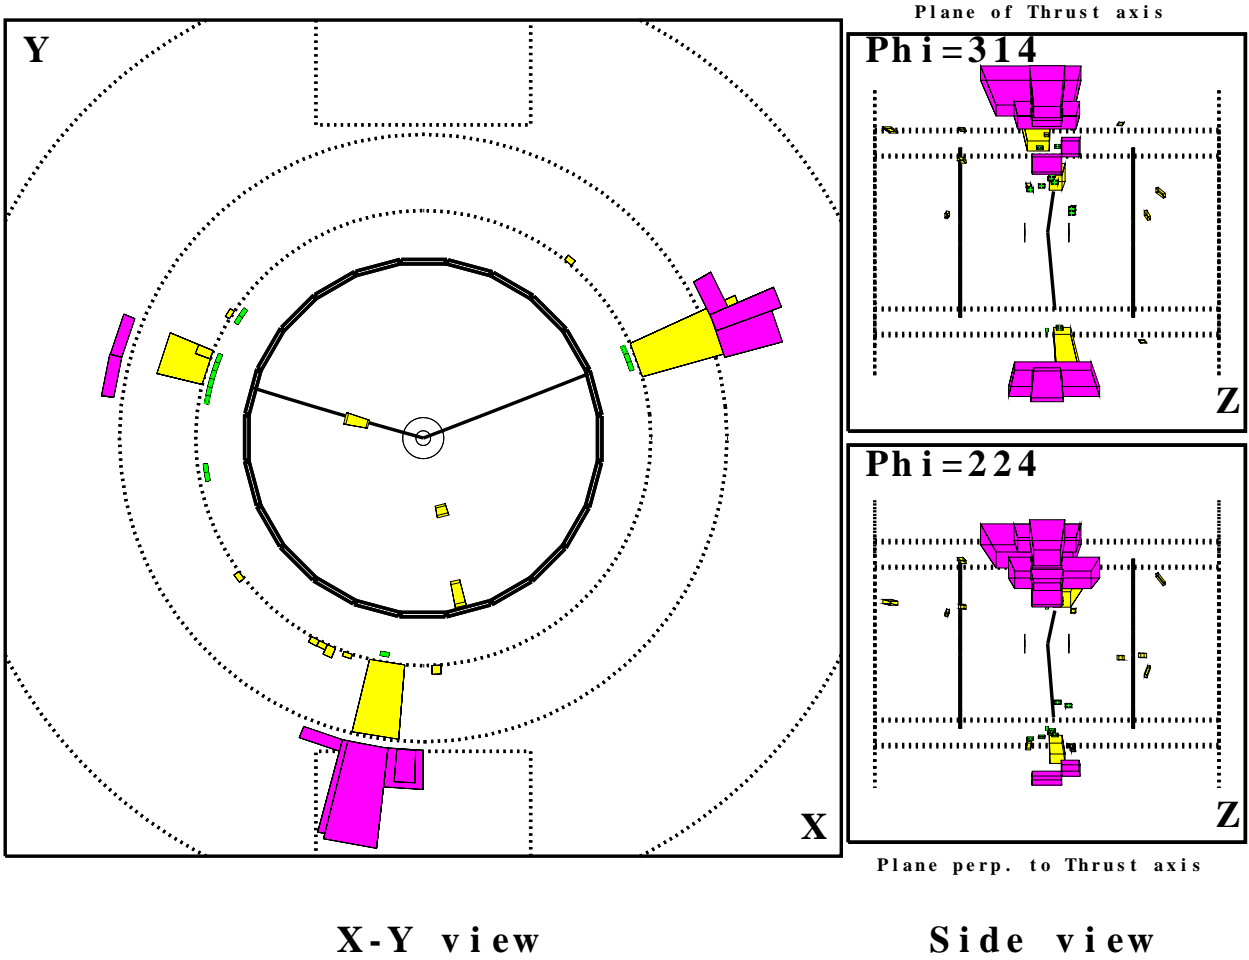 Plane of Thrust axis
Y
Phi=314
Z
Phi=224
X
Z
Plane perp. to Thrust axis
X-Y view
Side view